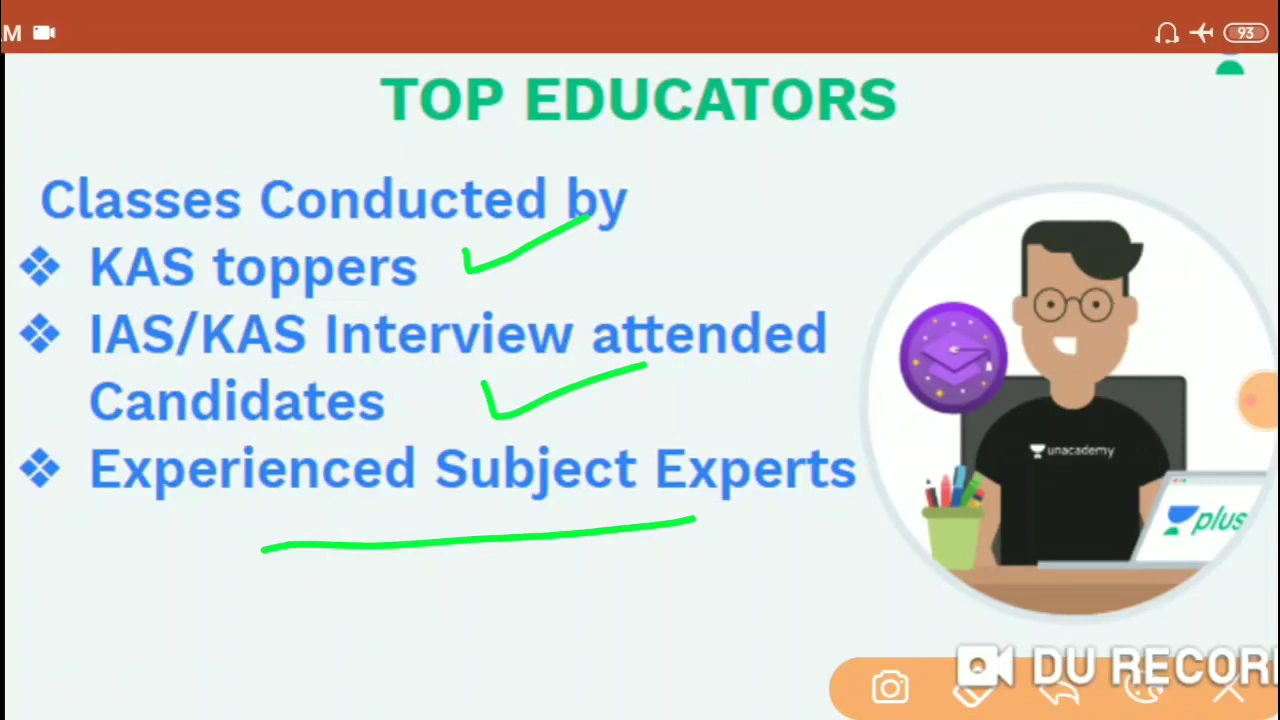 M
93
TOP EDUCATORS
Classes Conducted by
❖ KAS toppers
❖ IAS/KAS Interview attended
Candidates
❖ Experienced Subject Experts
unacademy
plus
DU RECOR